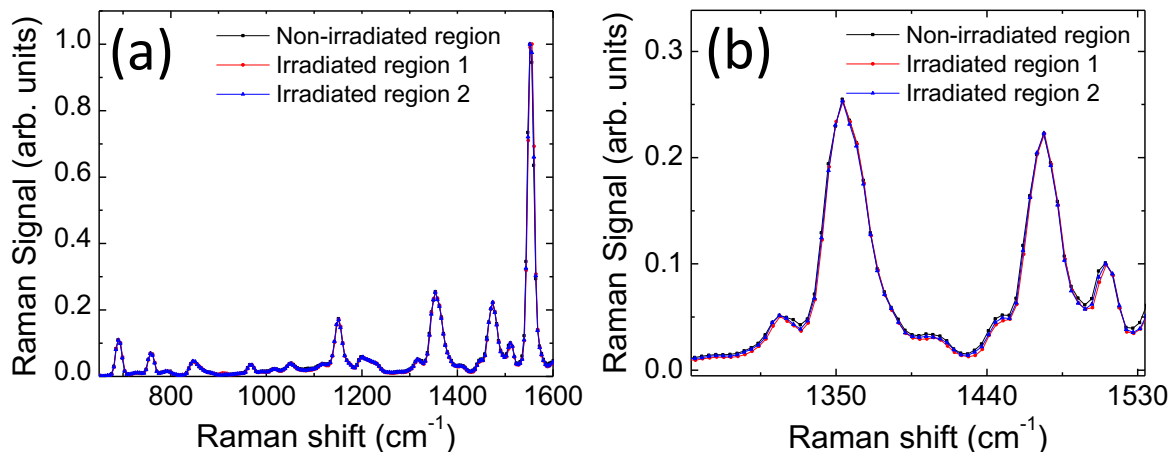 (a)
Non-irradiated region
Irradiated region 1
Irradiated region 2
Raman Signal (arb. units)
1.0
0.8
0.6
0.4
0.2
0.0
800 1000 1200 1400 1600
Raman shift (cm⁻¹)
(b)
Non-irradiated region
Irradiated region 1
Irradiated region 2
Raman Signal (arb. units)
0.3
0.2
0.1
0.0
1350 1440 1530
Raman shift (cm⁻¹)